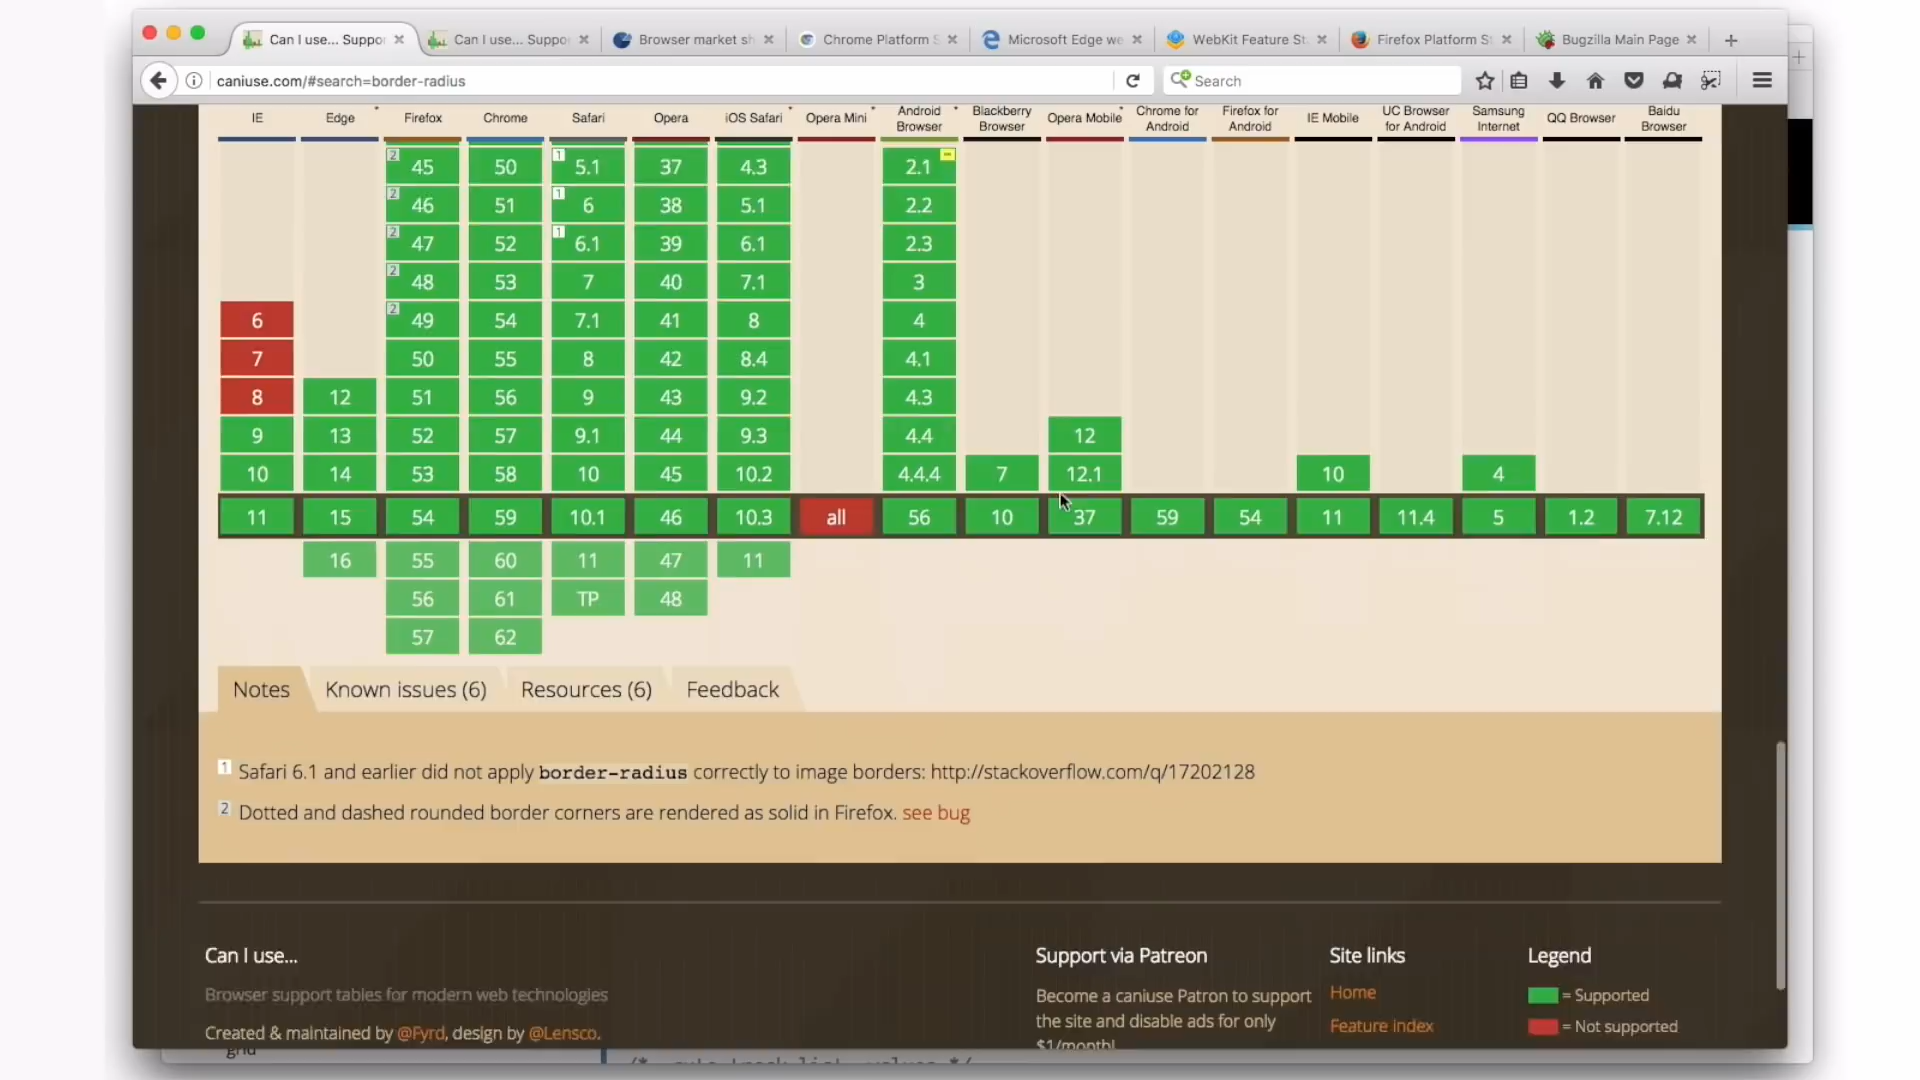 Can I use... Suppo
Can I use... Suppo
Browser market sh
Chrome Platform S
Microsoft Edge we
WebKit Feature St
Firefox Platform St
Bugzilla Main Page
caniuse.com/#search=border-radius
Search
IE Edge Firefox Chrome Safari Opera iOS Safari Opera Mini Android Browser Blackberry Browser Opera Mobile Chrome for Android Firefox for Android IE Mobile UC Browser for Android Samsung Internet QQ Browser Baidu Browser
2 45 50 1 5.1 37 4.3 2.1
2 46 51 1 6 38 5.1 2.2
2 47 52 1 6.1 39 6.1 2.3
2 48 53 7 40 7.1 3
6 2 49 54 7.1 41 8 4
7 50 55 8 42 8.4 4.1
8 12 51 56 9 43 9.2 4.3
9 13 52 57 9.1 44 9.3 4.4 12
10 14 53 58 10 45 10.2 4.4.4 7 12.1 10 4
11 15 54 59 10.1 46 10.3 all 56 10 37 59 54 11 11.4 5 1.2 7.12
16 55 60 11 47 11
56 61 TP 48
57 62
Notes Known issues (6) Resources (6) Feedback
1 Safari 6.1 and earlier did not apply border-radius correctly to image borders: http://stackoverflow.com/q/17202128
2 Dotted and dashed rounded border corners are rendered as solid in Firefox. see bug
Can I use...
Browser support tables for modern web technologies
Created & maintained by @Fyrd, design by @Lensco.
Support via Patreon
Become a caniuse Patron to support
the site and disable ads for only
$1/month!
Site links
Home
Feature index
Legend
= Supported
= Not supported
grid